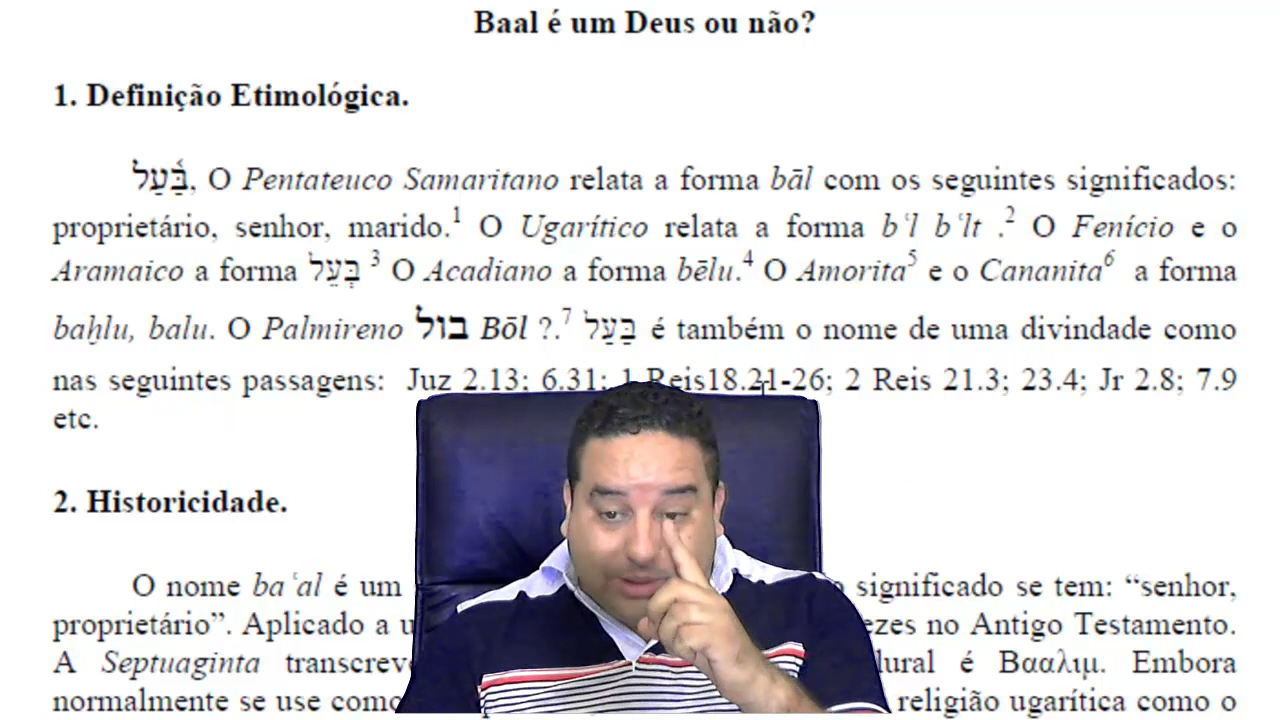 Baal é um Deus ou não?
1. Definição Etimológica.
בַּ֫עַל, O Pentateuco Samaritano relata a forma bāl com os seguintes significados:
proprietário, senhor, marido.1 O Ugarítico relata a forma bʿl bʿlt .2 O Fenício e o
Aramaico a forma בְּעֵל 3 O Acadiano a forma bēlu.4 O Amorita5 e o Cananita6 a forma
baḫlu, balu. O Palmireno בול Bōl ?.7 בַּעַל é também o nome de uma divindade como
nas seguintes passagens: Juz 2.13; 6.31; 1 Reis18.21-26; 2 Reis 21.3; 23.4; Jr 2.8; 7.9
etc.
2. Historicidade.
O nome baʿal é um significado se tem: “senhor,
proprietário”. Aplicado a no Antigo Testamento.
A Septuaginta é Βααλιμ. Embora
normalmente se use religião ugarítica como o